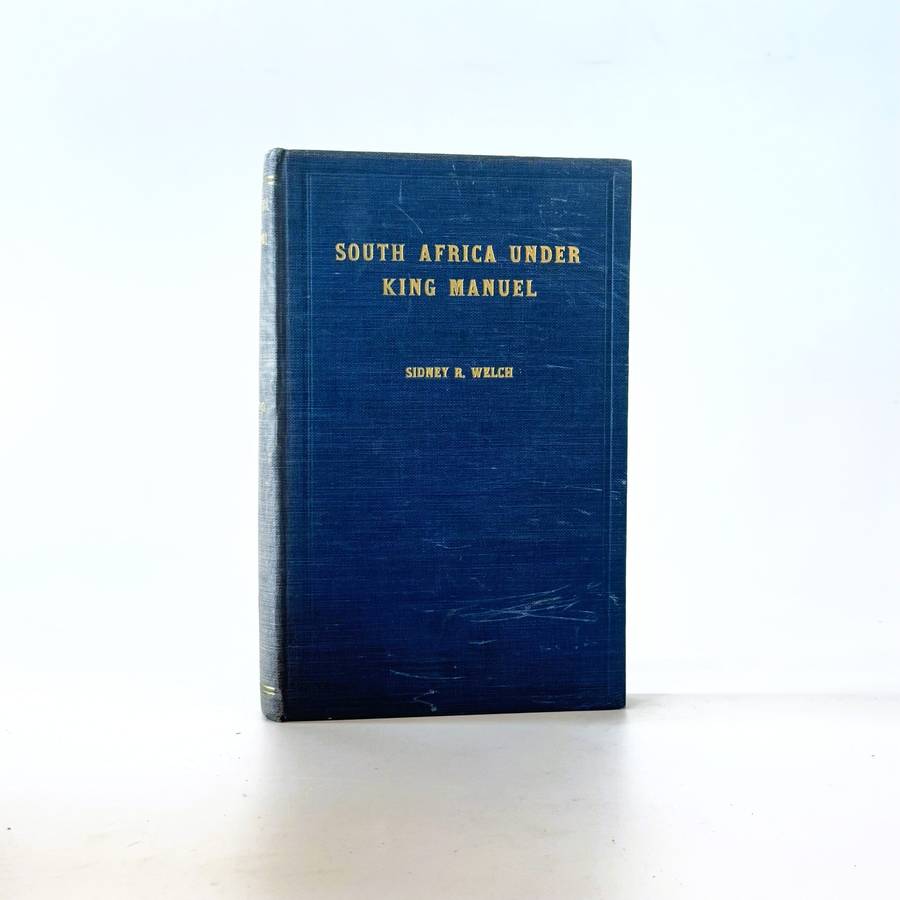 SOUTH AFRICA UNDER
KING MANUEL
SIDNEY R. WELCH